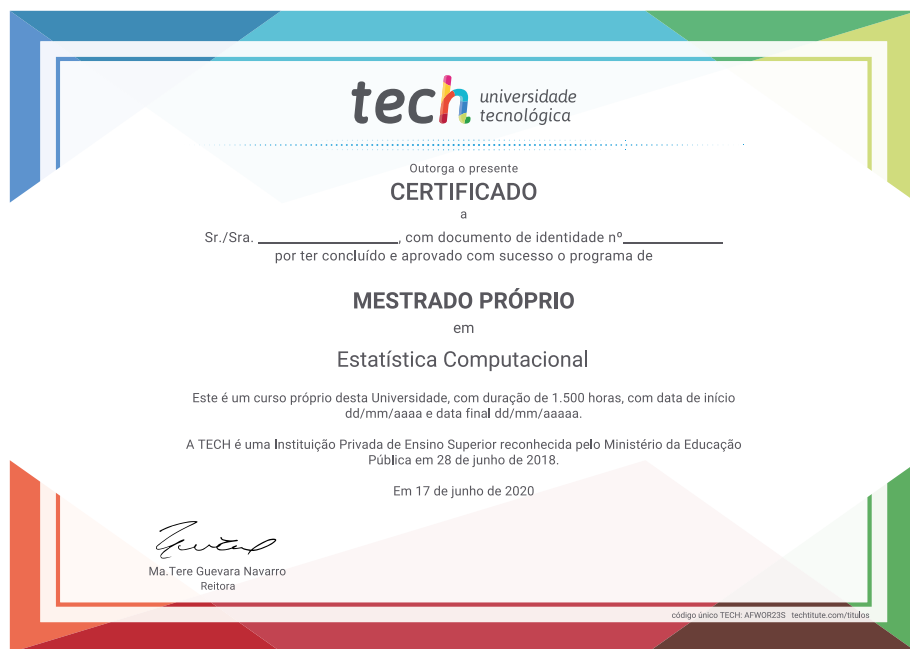 tech universidade
tecnológica
Outorga o presente
CERTIFICADO
a
Sr./Sra. ____________________, com documento de identidade nº______________
por ter concluído e aprovado com sucesso o programa de
MESTRADO PRÓPRIO
em
Estatística Computacional
Este é um curso próprio desta Universidade, com duração de 1.500 horas, com data de início
dd/mm/aaaa e data final dd/mm/aaaaa.
A TECH é uma Instituição Privada de Ensino Superior reconhecida pelo Ministério da Educação
Pública em 28 de junho de 2018.
Em 17 de junho de 2020
Ma.Tere Guevara Navarro
Reitora
código único TECH: AFWOR23S techtitute.com/titulos